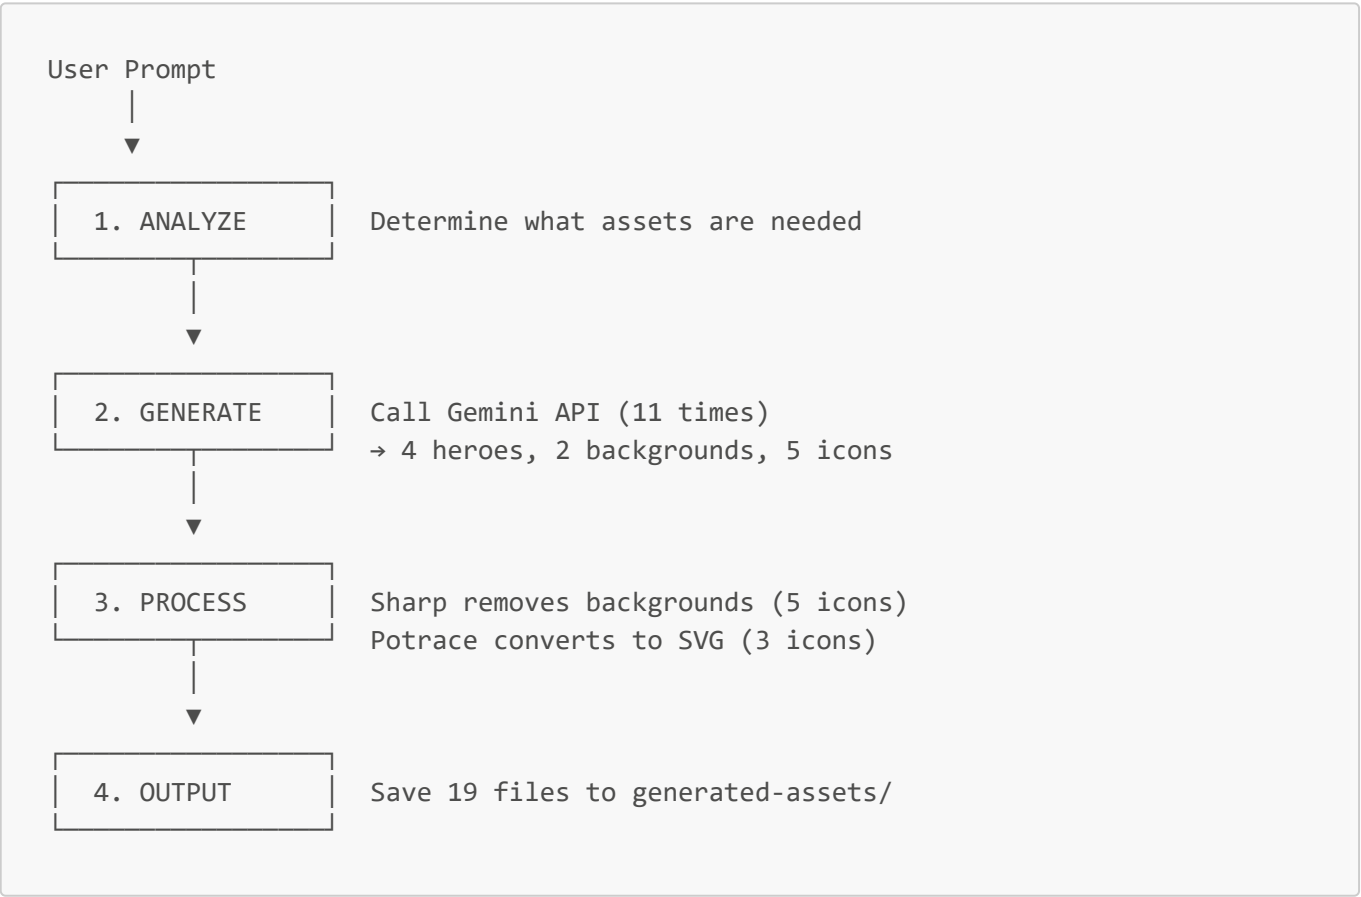 User Prompt
1. ANALYZE Determine what assets are needed
2. GENERATE Call Gemini API (11 times)
→ 4 heroes, 2 backgrounds, 5 icons
3. PROCESS Sharp removes backgrounds (5 icons)
Potrace converts to SVG (3 icons)
4. OUTPUT Save 19 files to generated-assets/